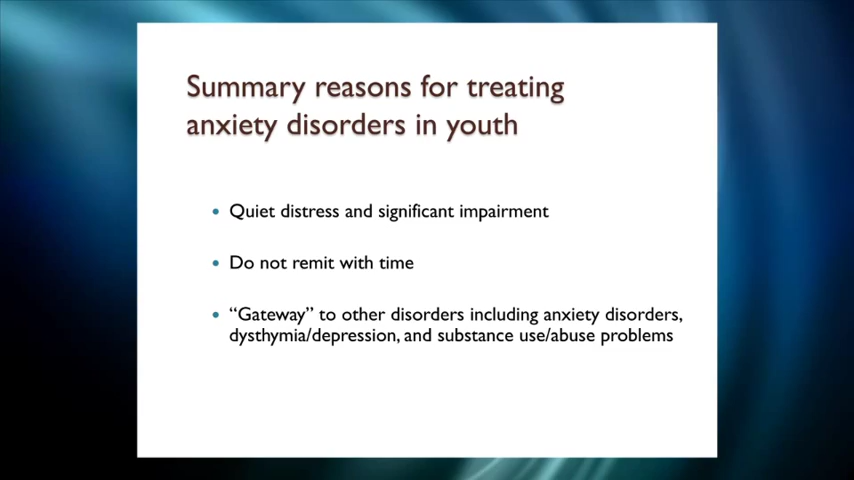 Summary reasons for treating
anxiety disorders in youth
• Quiet distress and significant impairment
• Do not remit with time
• “Gateway” to other disorders including anxiety disorders,
dysthymia/depression, and substance use/abuse problems